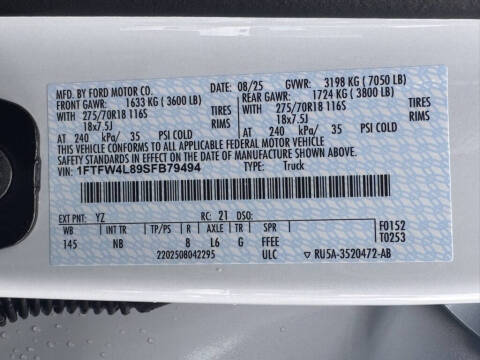 MFD. BY FORD MOTOR CO. DATE: 08/25 GVWR: 3198 KG (7050 LB)
FRONT GAWR: 1633 KG (3600 LB) REAR GAWR: 1724 KG (3800 LB)
WITH 275/70R18 116S WITH 275/70R18 116S
18x7.5J 18x7.5J
AT 240 kPa/ 35 PSI COLD AT 240 kPa/ 35 PSI COLD
THIS VEHICLE CONFORMS TO ALL APPLICABLE FEDERAL MOTOR VEHICLE
SAFETY STANDARDS IN EFFECT ON THE DATE OF MANUFACTURE SHOWN ABOVE.
VIN: 1FTFW4L89SFB79494 TYPE: Truck
EXT PNT: YZ RC: 21 DSO:
WB BRK INT TR TP/PS R AXLE TR SPR
145 NB 8 L6 G FFEE
2202508042295 ULC
F0152
T0253
RU5A-3520472-AB